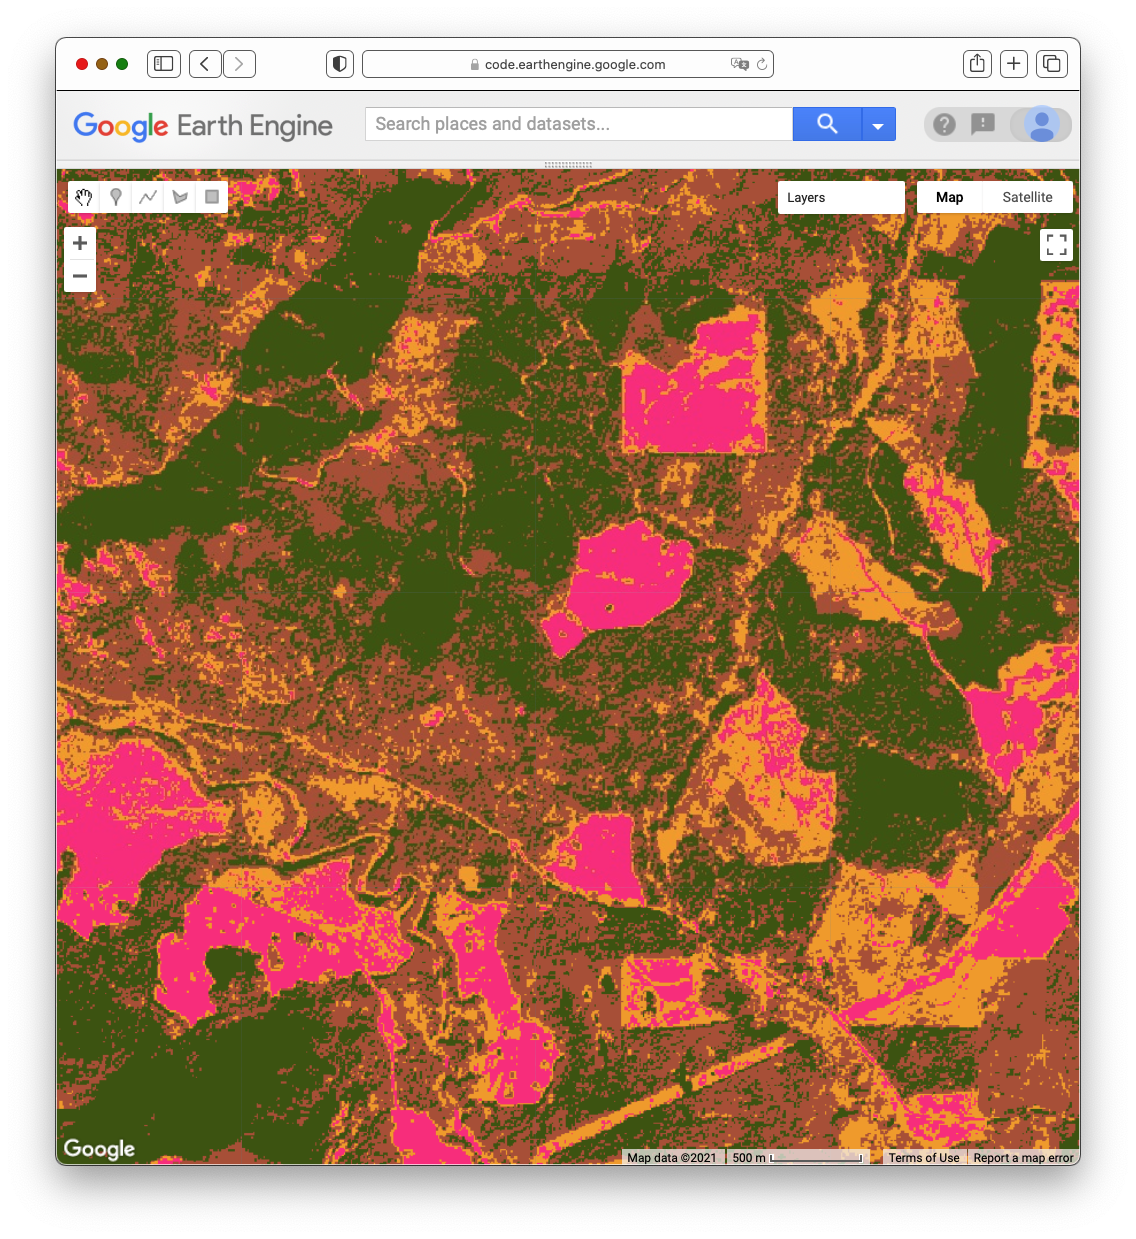 code.earthengine.google.com
Google Earth Engine
Search places and datasets...
Layers
Map
Satellite
Google
Map data ©2021
500 m
Terms of Use
Report a map error